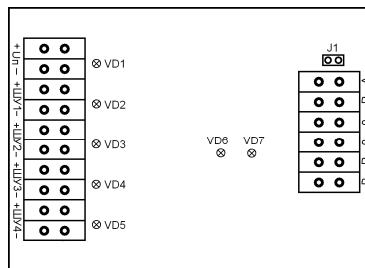 + Uп -
+ ШУ1 -
+ ШУ2 -
+ ШУ3 -
+ ШУ4 -
VD1
VD2
VD3
VD4
VD5
VD6 VD7
J1